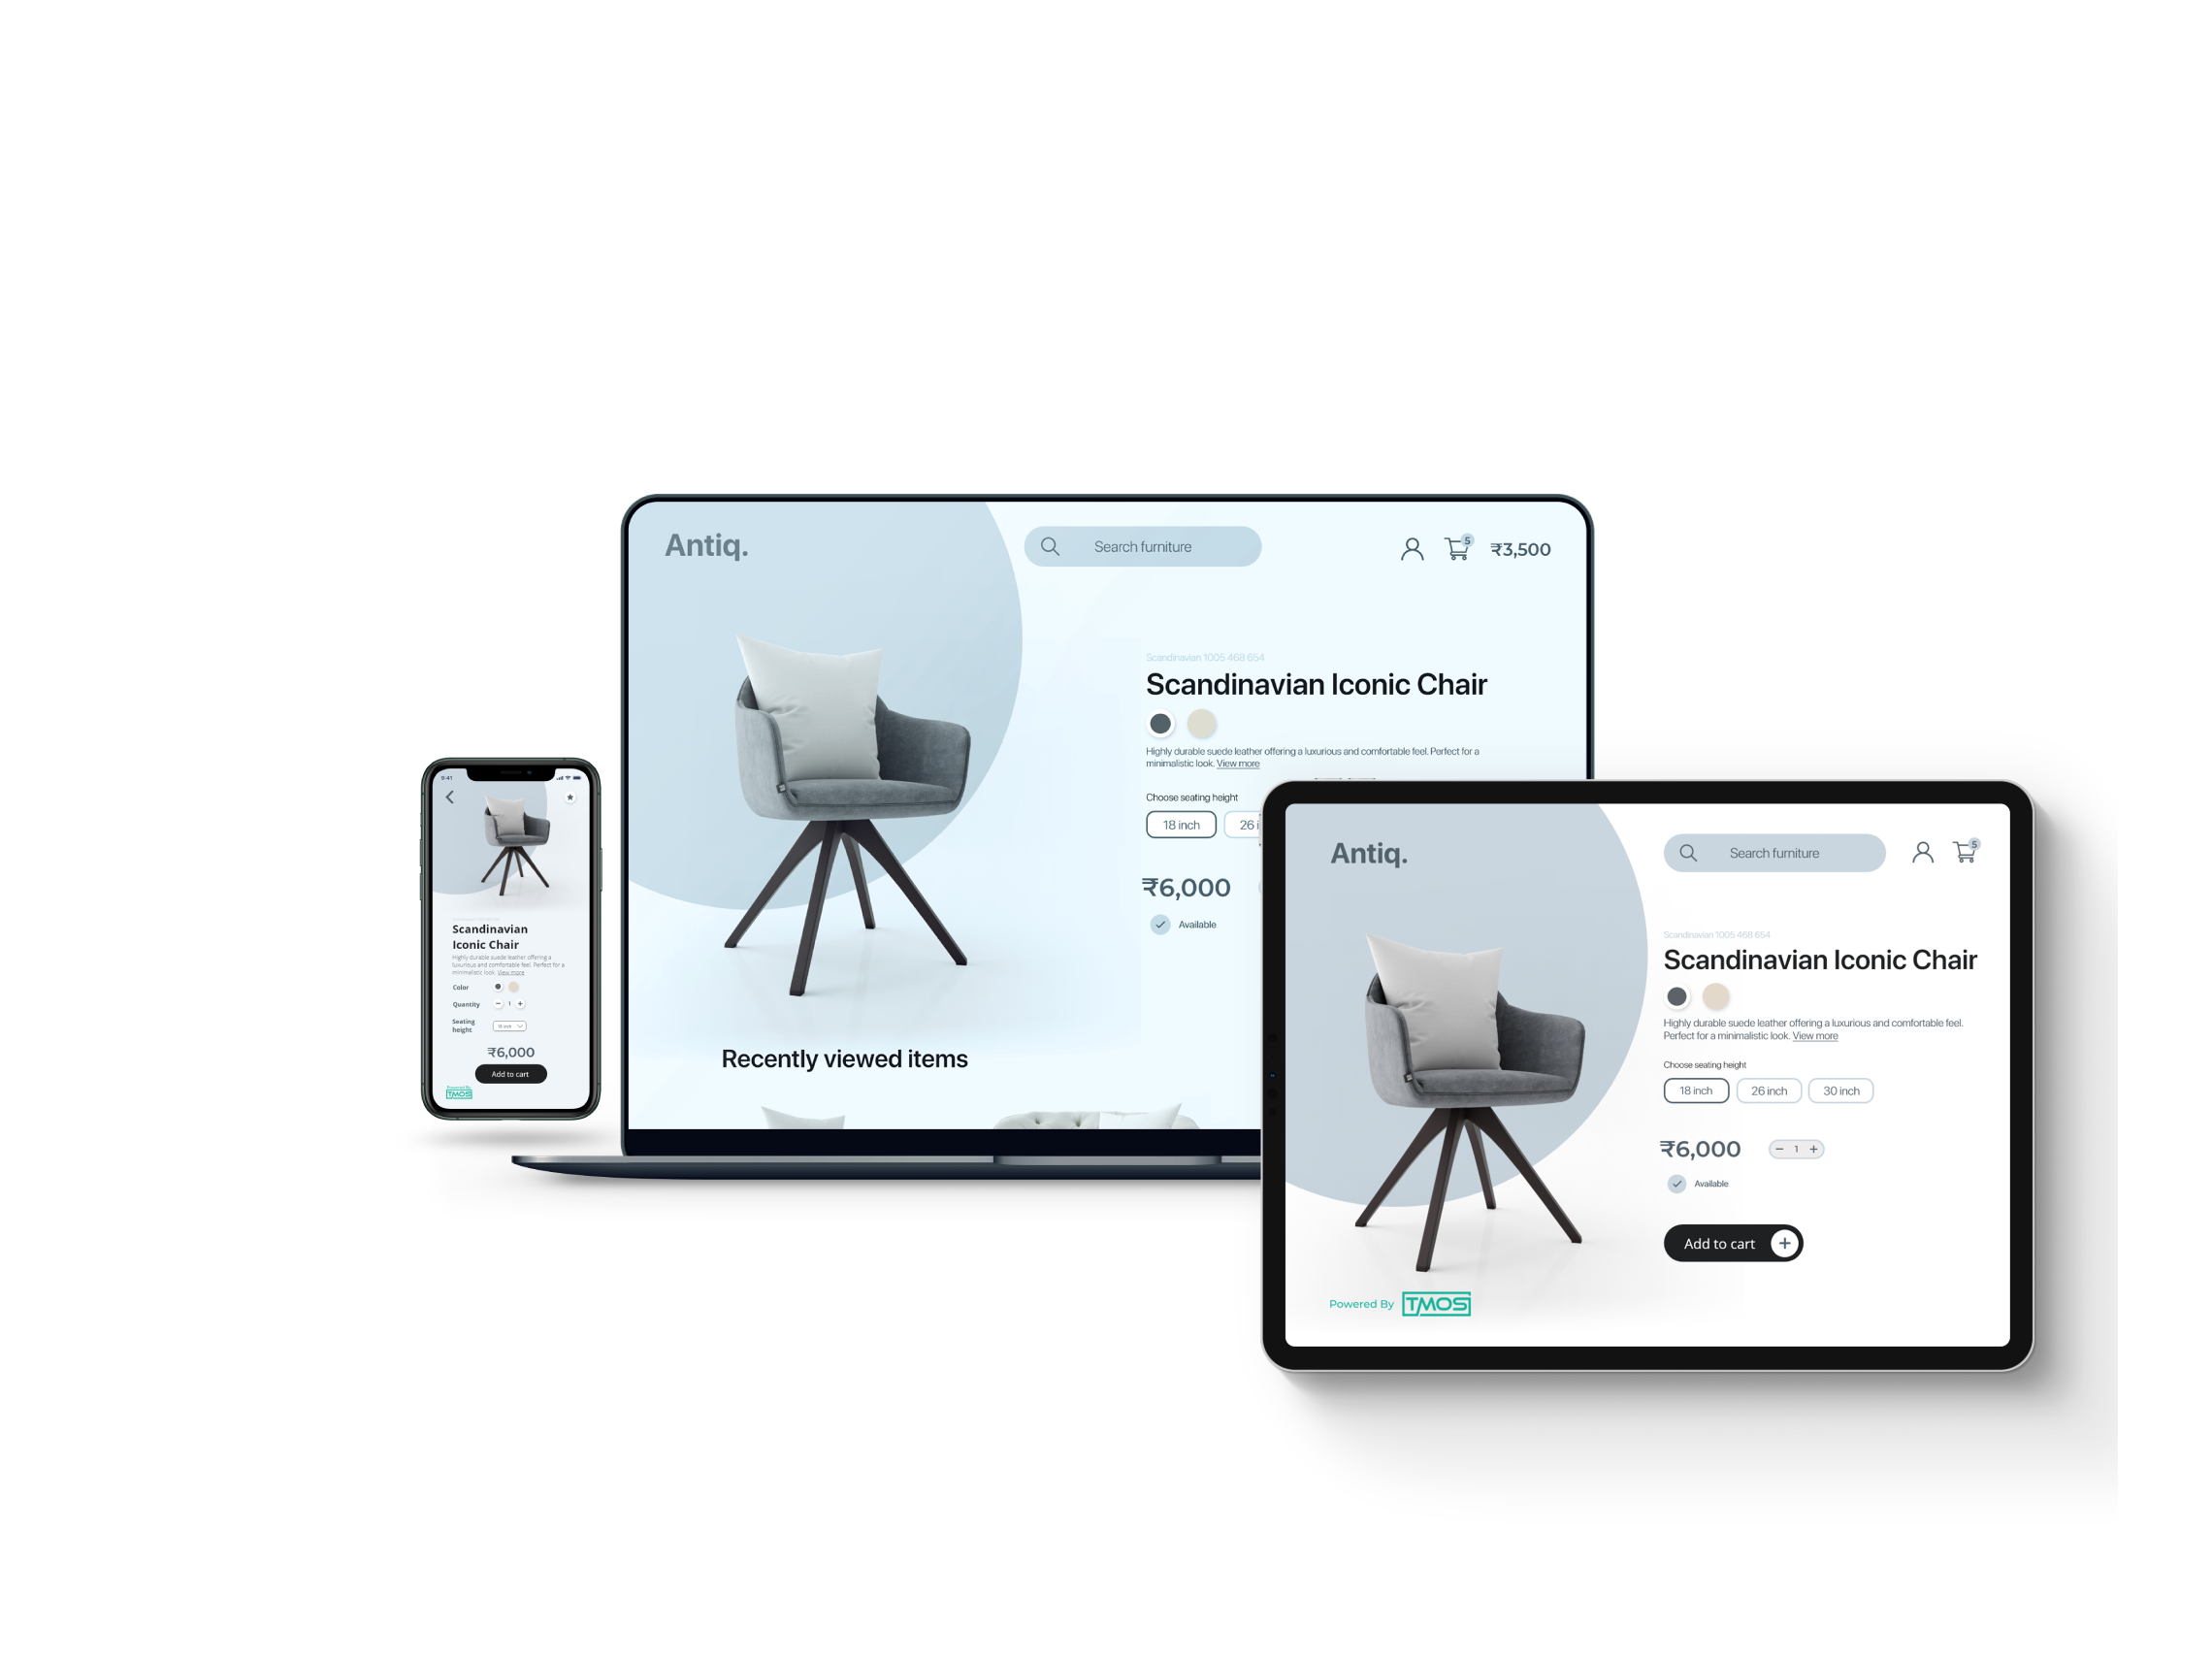 9:41
Scandinavian
Iconic Chair
Highly durable suede leather offering a
luxurious and comfortable feel. Perfect for a
minimalistic look. View more
Color
Quantity − 1 +
Seating
height
18 inch
₹6,000
Add to cart
Powered By
TMOS
Antiq.
Search furniture
5
₹3,500
Scandinavian 1005 468 654
Scandinavian Iconic Chair
Highly durable suede leather offering a luxurious and comfortable feel. Perfect for a
minimalistic look. View more
Choose seating height
18 inch 26 i
₹6,000
Available
Recently viewed items
Antiq.
Search furniture
5
Scandinavian 1005 468 654
Scandinavian Iconic Chair
Highly durable suede leather offering a luxurious and comfortable feel.
Perfect for a minimalistic look. View more
Choose seating height
18 inch 26 inch 30 inch
₹6,000 − 1 +
Available
Add to cart +
Powered By TMOS